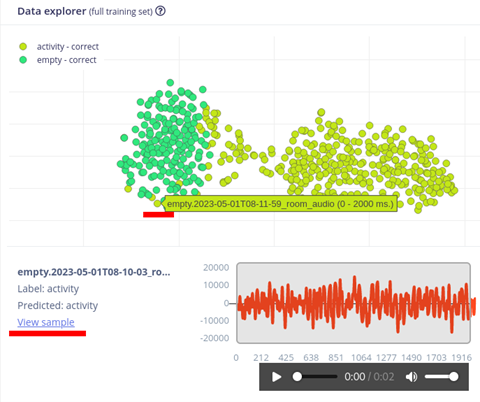 Data explorer (full training set) ?
activity - correct
empty - correct
empty.2023-05-01T08-11-59_room_audio (0 - 2000 ms.)
empty.2023-05-01T08-10-03_ro...
Label: activity
Predicted: activity
View sample
20000
10000
0
-10000
-20000
0 212 425 638 851 1064 1277 1490 1703 1916
0:00 / 0:02